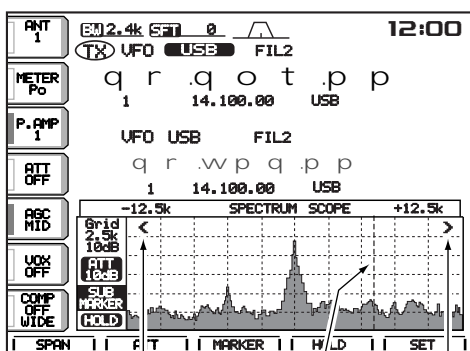 ANT 1
BW 2.4k SFT 0
12:00
TX VFO USB FIL2
METER Po
q r .q o t .p p
1 14.100.00 USB
P.AMP 1
VFO USB FIL2
ATT OFF
q r .w p q .p p
1 14.100.00 USB
AGC MID
-12.5k SPECTRUM SCOPE +12.5k
Grid 2.5k 10dB
< >
VOX OFF
ATT 10dB
COMP OFF WIDE
SUB MARKER
HOLD
SPAN ATT MARKER HOLD SET